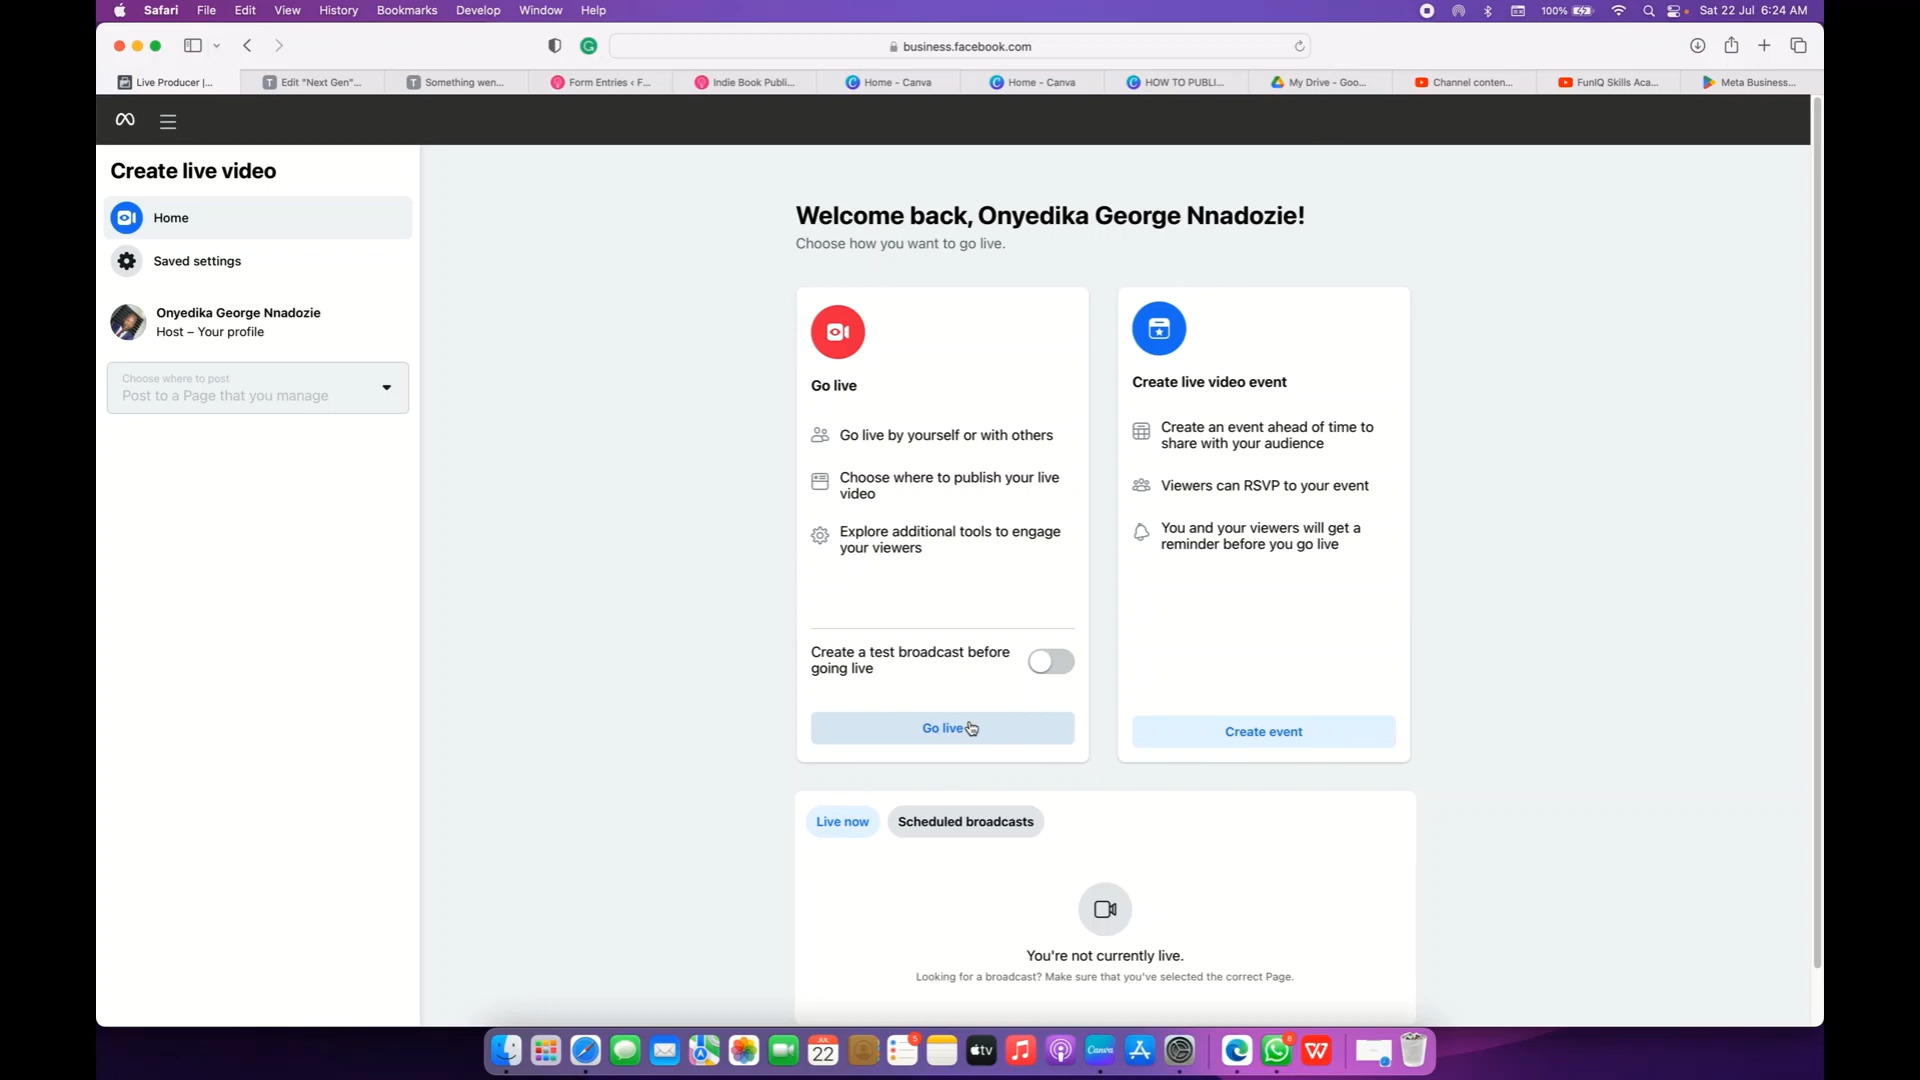 Safari File Edit View History Bookmarks Develop Window Help
100% Sat 22 Jul 6:24 AM
business.facebook.com
Live Producer |...
Edit "Next Gen"...
Something wen...
Form Entries ‹ F...
Indie Book Publi...
Home – Canva
Home – Canva
HOW TO PUBLI...
My Drive – Goo...
Channel conten...
FunIQ Skills Aca...
Meta Business...
Create live video
Home
Saved settings
Onyedika George Nnadozie
Host – Your profile
Choose where to post
Post to a Page that you manage
Welcome back, Onyedika George Nnadozie!
Choose how you want to go live.
Go live
Go live by yourself or with others
Choose where to publish your live
video
Explore additional tools to engage
your viewers
Create a test broadcast before
going live
Go live
Create live video event
Create an event ahead of time to
share with your audience
Viewers can RSVP to your event
You and your viewers will get a
reminder before you go live
Create event
Live now
Scheduled broadcasts
You're not currently live.
Looking for a broadcast? Make sure that you've selected the correct Page.
JUL
22
5
tv
Canva
8
W